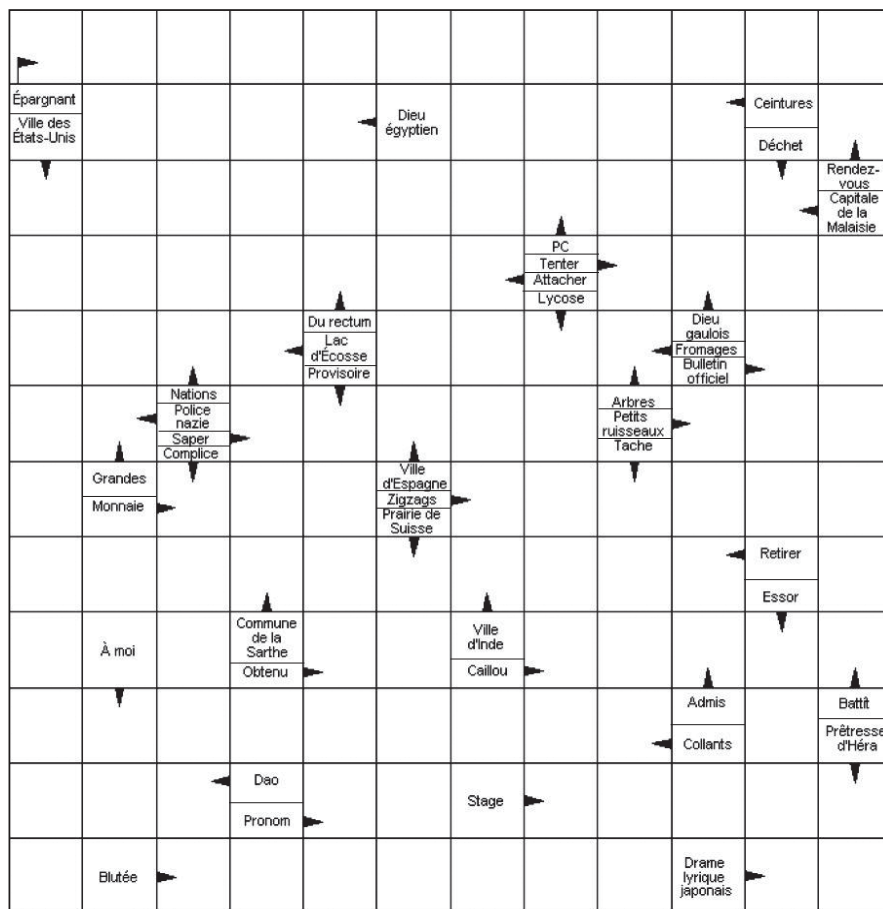 Épargnant
Ville des
États-Unis
Dieu
égyptien
Ceintures
Déchet
Rendez-
vous
Capitale
de la
Malaisie
PC
Tenter
Attacher
Lycose
Du rectum
Lac
d'Écosse
Provisoire
Dieu
gaulois
Fromages
Bulletin
officiel
Nations
Police
nazie
Saper
Complice
Arbres
Petits
ruisseaux
Tache
Grandes
Monnaie
Ville
d'Espagne
Zigzags
Prairie de
Suisse
Retirer
Essor
À moi
Commune
de la
Sarthe
Obtenu
Ville
d'Inde
Caillou
Admis
Collants
Battît
Prêtresse
d'Héra
Dao
Pronom
Stage
Blutée
Drame
lyrique
japonais